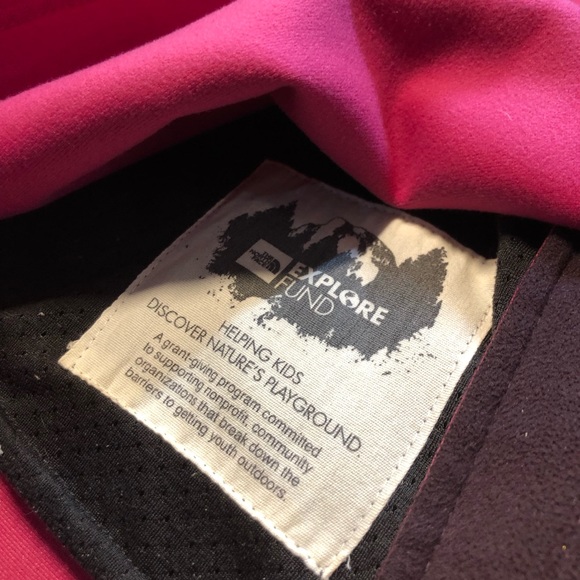 THE NORTH FACE
EXPLORE
FUND
HELPING KIDS
DISCOVER NATURE'S PLAYGROUND.
A grant-giving program committed
to supporting nonprofit, community
organizations that break down the
barriers to getting youth outdoors.